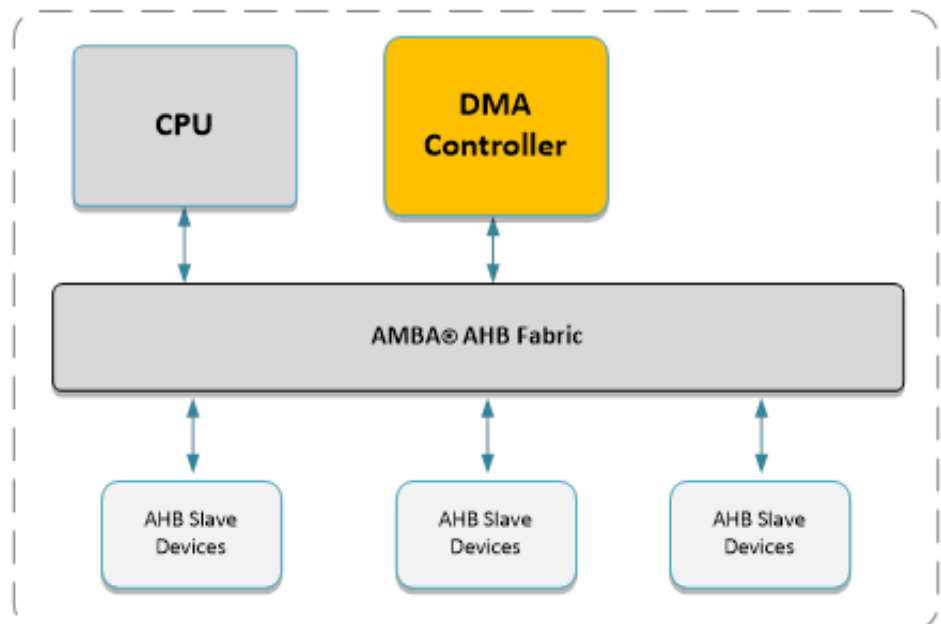 CPU
DMA
Controller
AMBA® AHB Fabric
AHB Slave
Devices
AHB Slave
Devices
AHB Slave
Devices